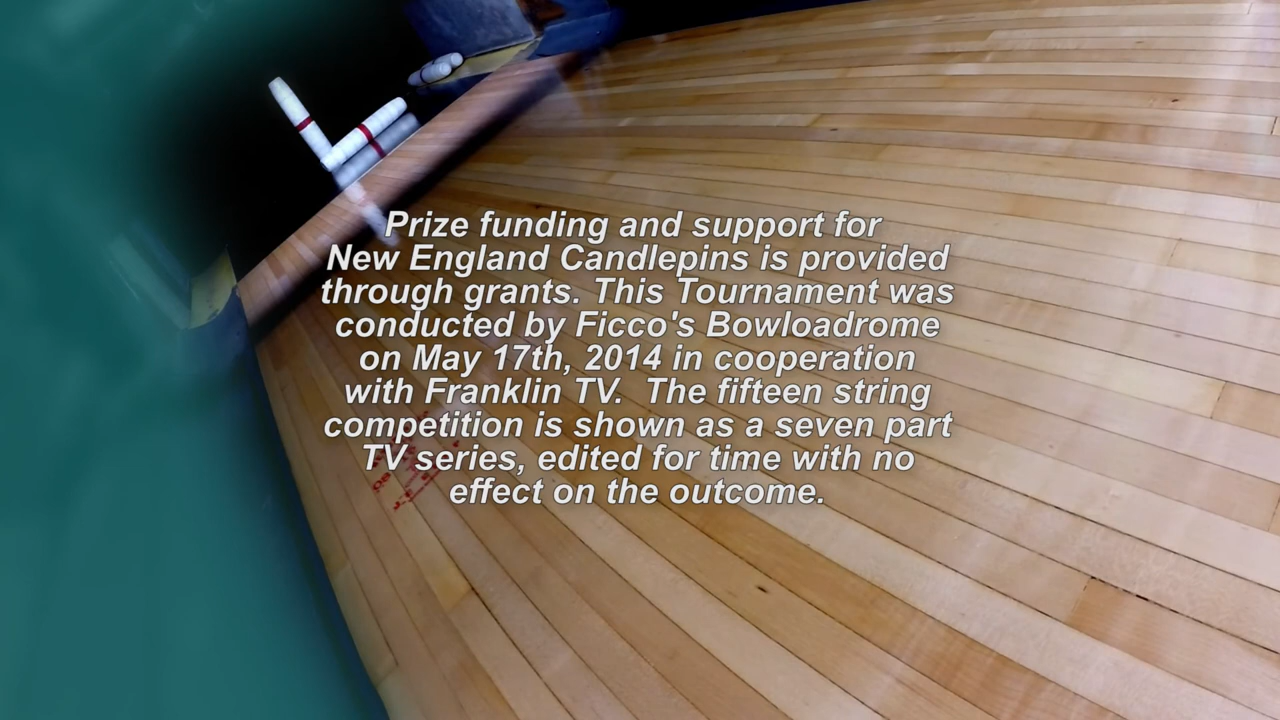 Prize funding and support for
New England Candlepins is provided
through grants. This Tournament was
conducted by Ficco's Bowloadrome
on May 17th, 2014 in cooperation
with Franklin TV.  The fifteen string
competition is shown as a seven part
TV series, edited for time with no
effect on the outcome.